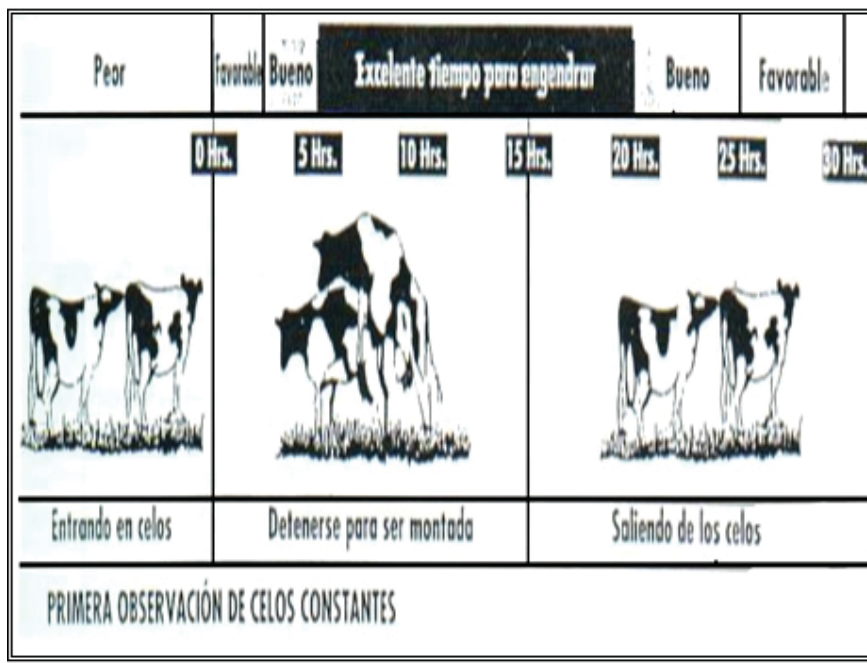 Peor Favorable Bueno Excelente tiempo para engendrar Bueno Favorable
0 Hrs. 5 Hrs. 10 Hrs. 15 Hrs. 20 Hrs. 25 Hrs. 30 Hrs.
Entrando en celos Detenerse para ser montada Saliendo de los celos
PRIMERA OBSERVACIÓN DE CELOS CONSTANTES